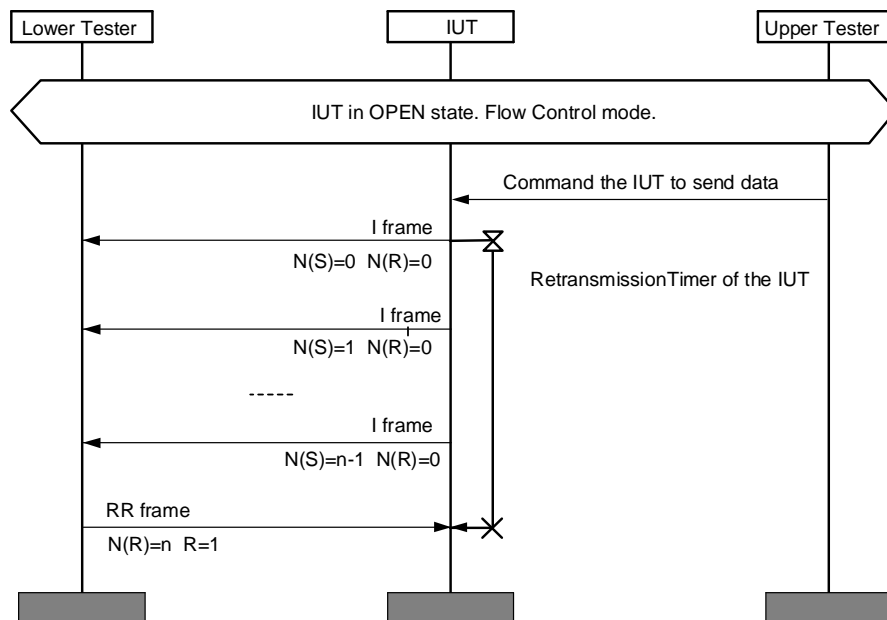 Lower Tester
IUT
Upper Tester
IUT in OPEN state. Flow Control mode.
Command the IUT to send data
I frame
N(S)=0 N(R)=0
RetransmissionTimer of the IUT
I frame
N(S)=1 N(R)=0
-----
I frame
N(S)=n-1 N(R)=0
RR frame
N(R)=n R=1